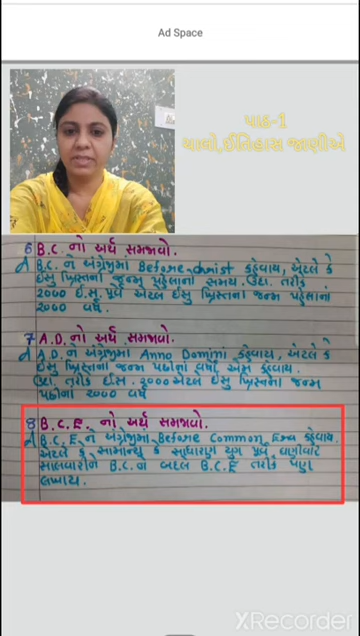 Ad Space
પાઠ-1
ચાલો,ઈતિહાસ જાણીએ
6 B.C. નો અર્થ સમજાવો.
B.C. ને અંગ્રેજીમાં Before christ કહેવાય, એટલે કે
ઈસુ ખ્રિસ્તના જન્મ પહેલાનો સમય. ઉદા. તરીકે
2000 ઈ.સ. પૂર્વે એટલે ઈસુ ખ્રિસ્તના જન્મ પહેલાનાં
2000 વર્ષ.
7 A.D. નો અર્થ સમજાવો.
A.D. ને અંગ્રેજીમાં Anno Domini કહેવાય, એટલે કે
ઈસુ ખ્રિસ્તના જન્મ પછીનાં વર્ષો એમ કહેવાય.
ઉદા. તરીકે ઈ.સ. 2000 એટલે ઈસુ ખ્રિસ્તના જન્મ
પછીનાં 2000 વર્ષ
8 B.C.E. નો અર્થ સમજાવો.
B.C.E ને અંગ્રેજીમાં Before Common Era કહેવાય.
એટલે કે સામાન્ય કે સાધારણ યુગ પૂર્વે ઘણીવાર
સાલવારીને B.C. ના બદલે B.C.E તરીકે પણ
લખાય.
XRecorder